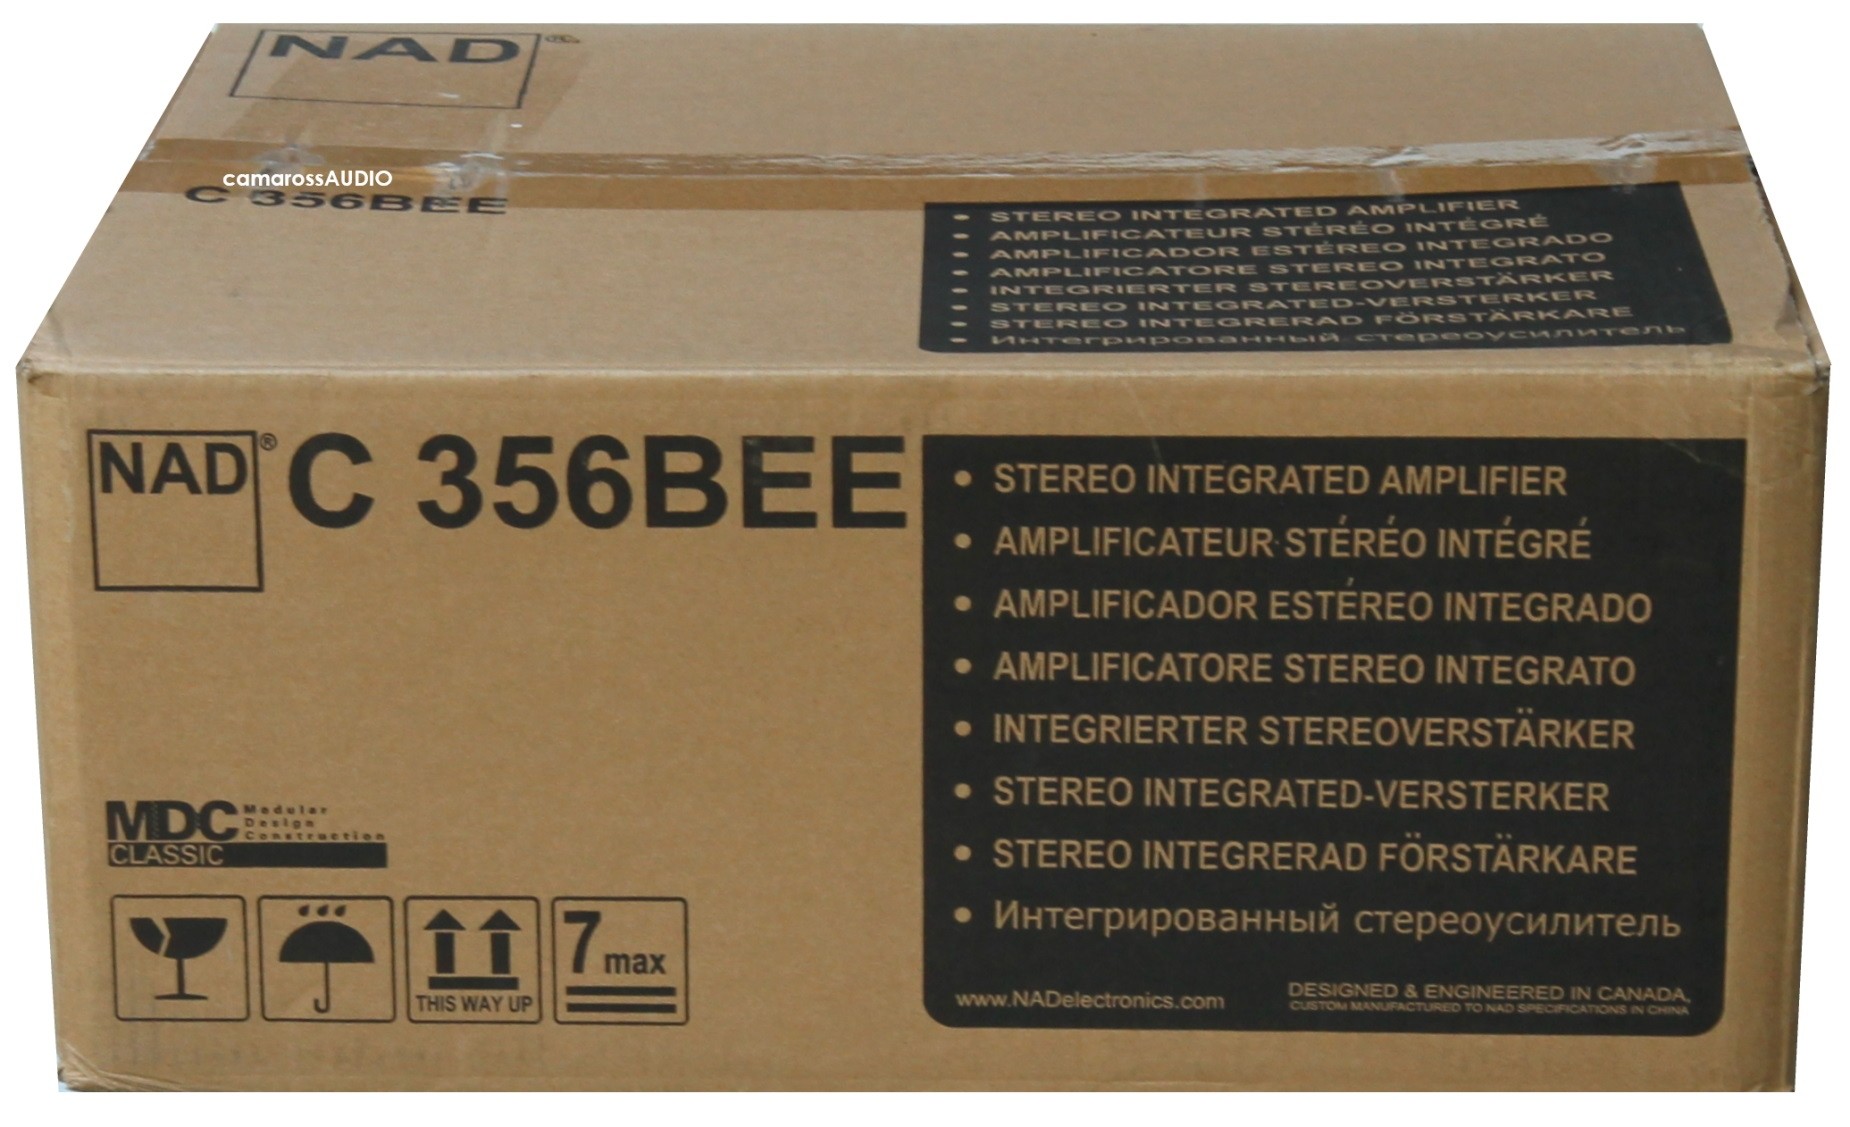 NAD®
camarossAUDIO
C 356BEE
• STEREO INTEGRATED AMPLIFIER
• AMPLIFICATEUR STÉRÉO INTÉGRÉ
• AMPLIFICADOR ESTÉREO INTEGRADO
• AMPLIFICATORE STEREO INTEGRATO
• INTEGRIERTER STEREOVERSTÄRKER
• STEREO INTEGRATED-VERSTERKER
• STEREO INTEGRERAD FÖRSTÄRKARE
• Интегрированный стереоусилитель
NAD® C 356BEE
• STEREO INTEGRATED AMPLIFIER
• AMPLIFICATEUR STÉRÉO INTÉGRÉ
• AMPLIFICADOR ESTÉREO INTEGRADO
• AMPLIFICATORE STEREO INTEGRATO
• INTEGRIERTER STEREOVERSTÄRKER
• STEREO INTEGRATED-VERSTERKER
• STEREO INTEGRERAD FÖRSTÄRKARE
• Интегрированный стереоусилитель
MDC
Modular
Design
Construction
CLASSIC
THIS WAY UP
7 max
www.NADelectronics.com
DESIGNED & ENGINEERED IN CANADA,
CUSTOM MANUFACTURED TO NAD SPECIFICATIONS IN CHINA